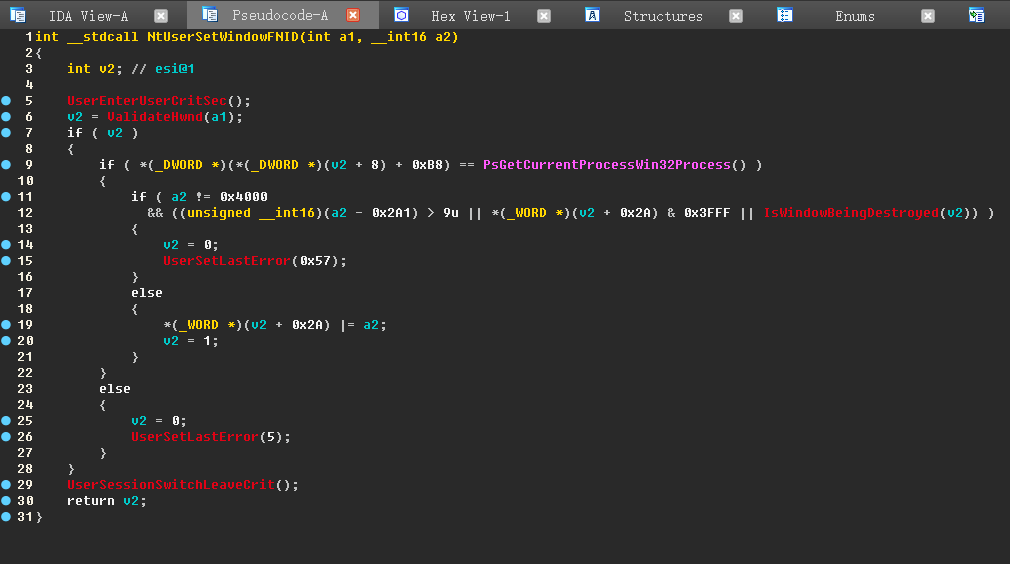 IDA View-A Pseudocode-A Hex View-1 Structures Enums
1 int __stdcall NtUserSetWindowFNID(int a1, __int16 a2)
2 {
3 int v2; // esi@1
4
5 UserEnterUserCritSec();
6 v2 = ValidateHwnd(a1);
7 if ( v2 )
8 {
9 if ( *(_DWORD *)(*(_DWORD *)(v2 + 8) + 0xB8) == PsGetCurrentProcessWin32Process() )
10 {
11 if ( a2 != 0x4000
12 && ((unsigned __int16)(a2 - 0x2A1) > 9u || *(_WORD *)(v2 + 0x2A) & 0x3FFF || IsWindowBeingDestroyed(v2)) )
13 {
14 v2 = 0;
15 UserSetLastError(0x57);
16 }
17 else
18 {
19 *(_WORD *)(v2 + 0x2A) |= a2;
20 v2 = 1;
21 }
22 }
23 else
24 {
25 v2 = 0;
26 UserSetLastError(5);
27 }
28 }
29 UserSessionSwitchLeaveCrit();
30 return v2;
31 }